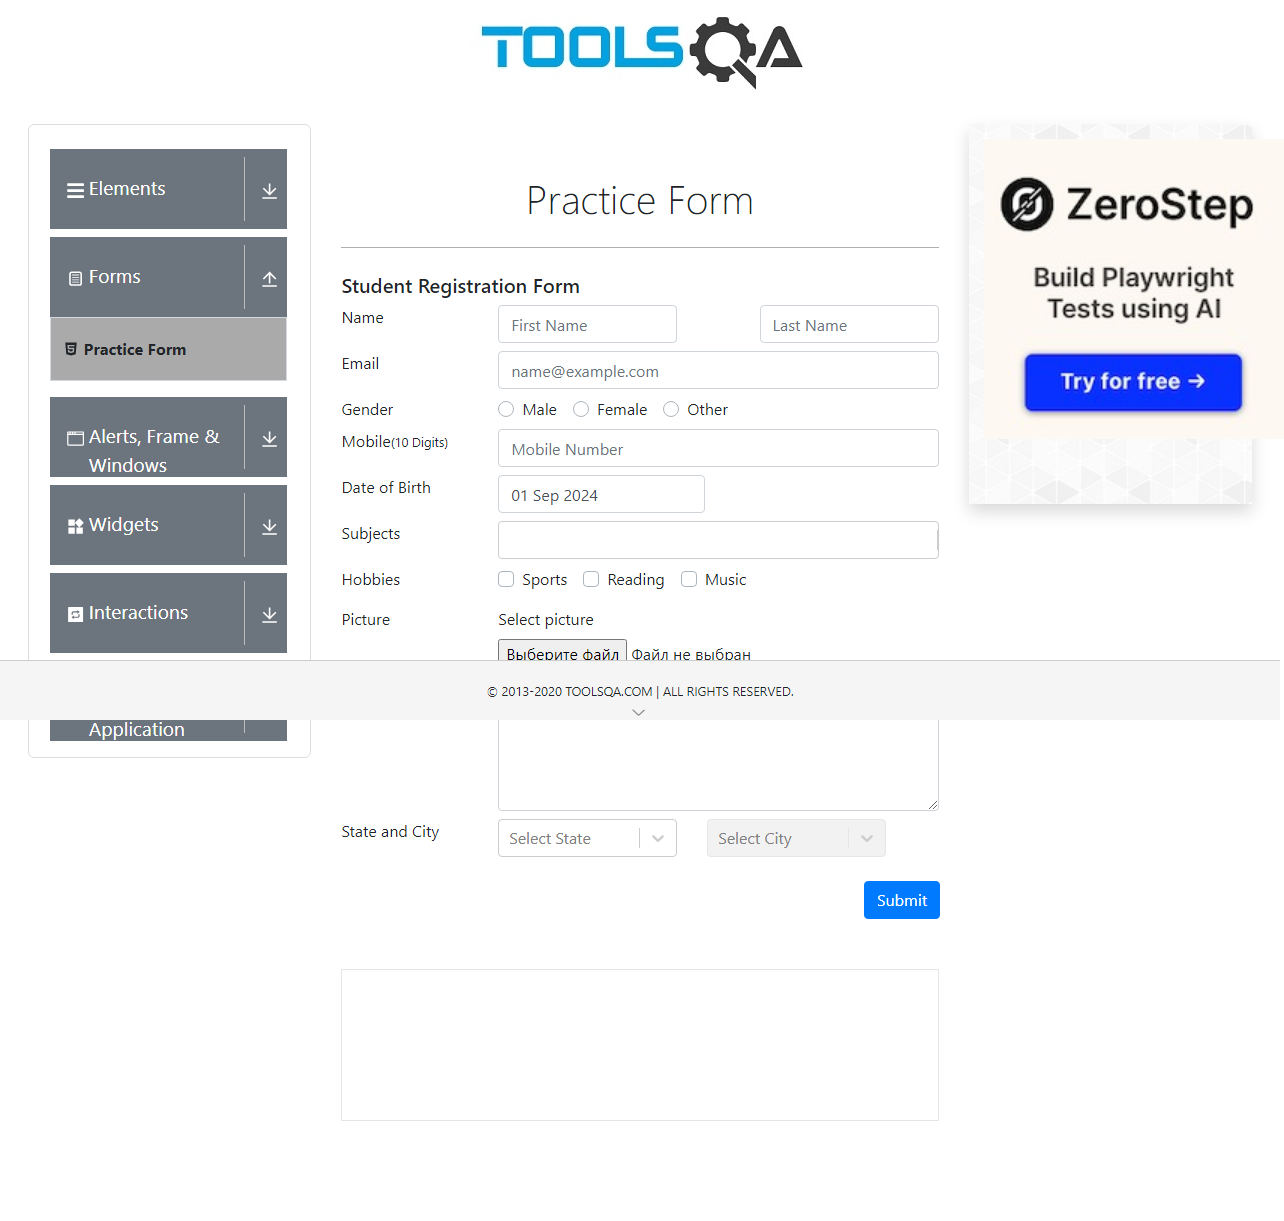 TOOLSQA
Elements
Forms
Practice Form
Alerts, Frame &
Windows
Widgets
Interactions
Application
Practice Form
Student Registration Form
Name
First Name
Last Name
Email
name@example.com
Gender
Male
Female
Other
Mobile(10 Digits)
Mobile Number
Date of Birth
01 Sep 2024
Subjects
Hobbies
Sports
Reading
Music
Picture
Select picture
Выберите файл Файл не выбран
State and City
Select State
Select City
Submit
ZeroStep
Build Playwright
Tests using AI
Try for free →
© 2013-2020 TOOLSQA.COM | ALL RIGHTS RESERVED.